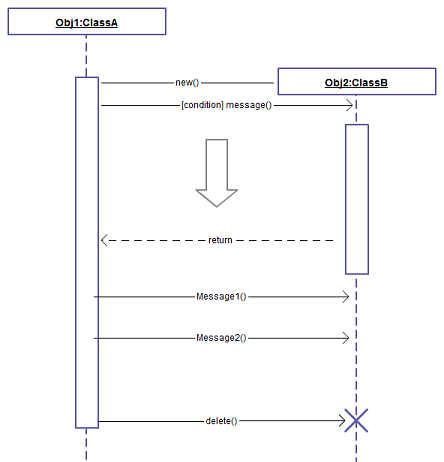 Obj1:ClassA
new()
Obj2:ClassB
[condition] message()
return
Message1()
Message2()
delete()